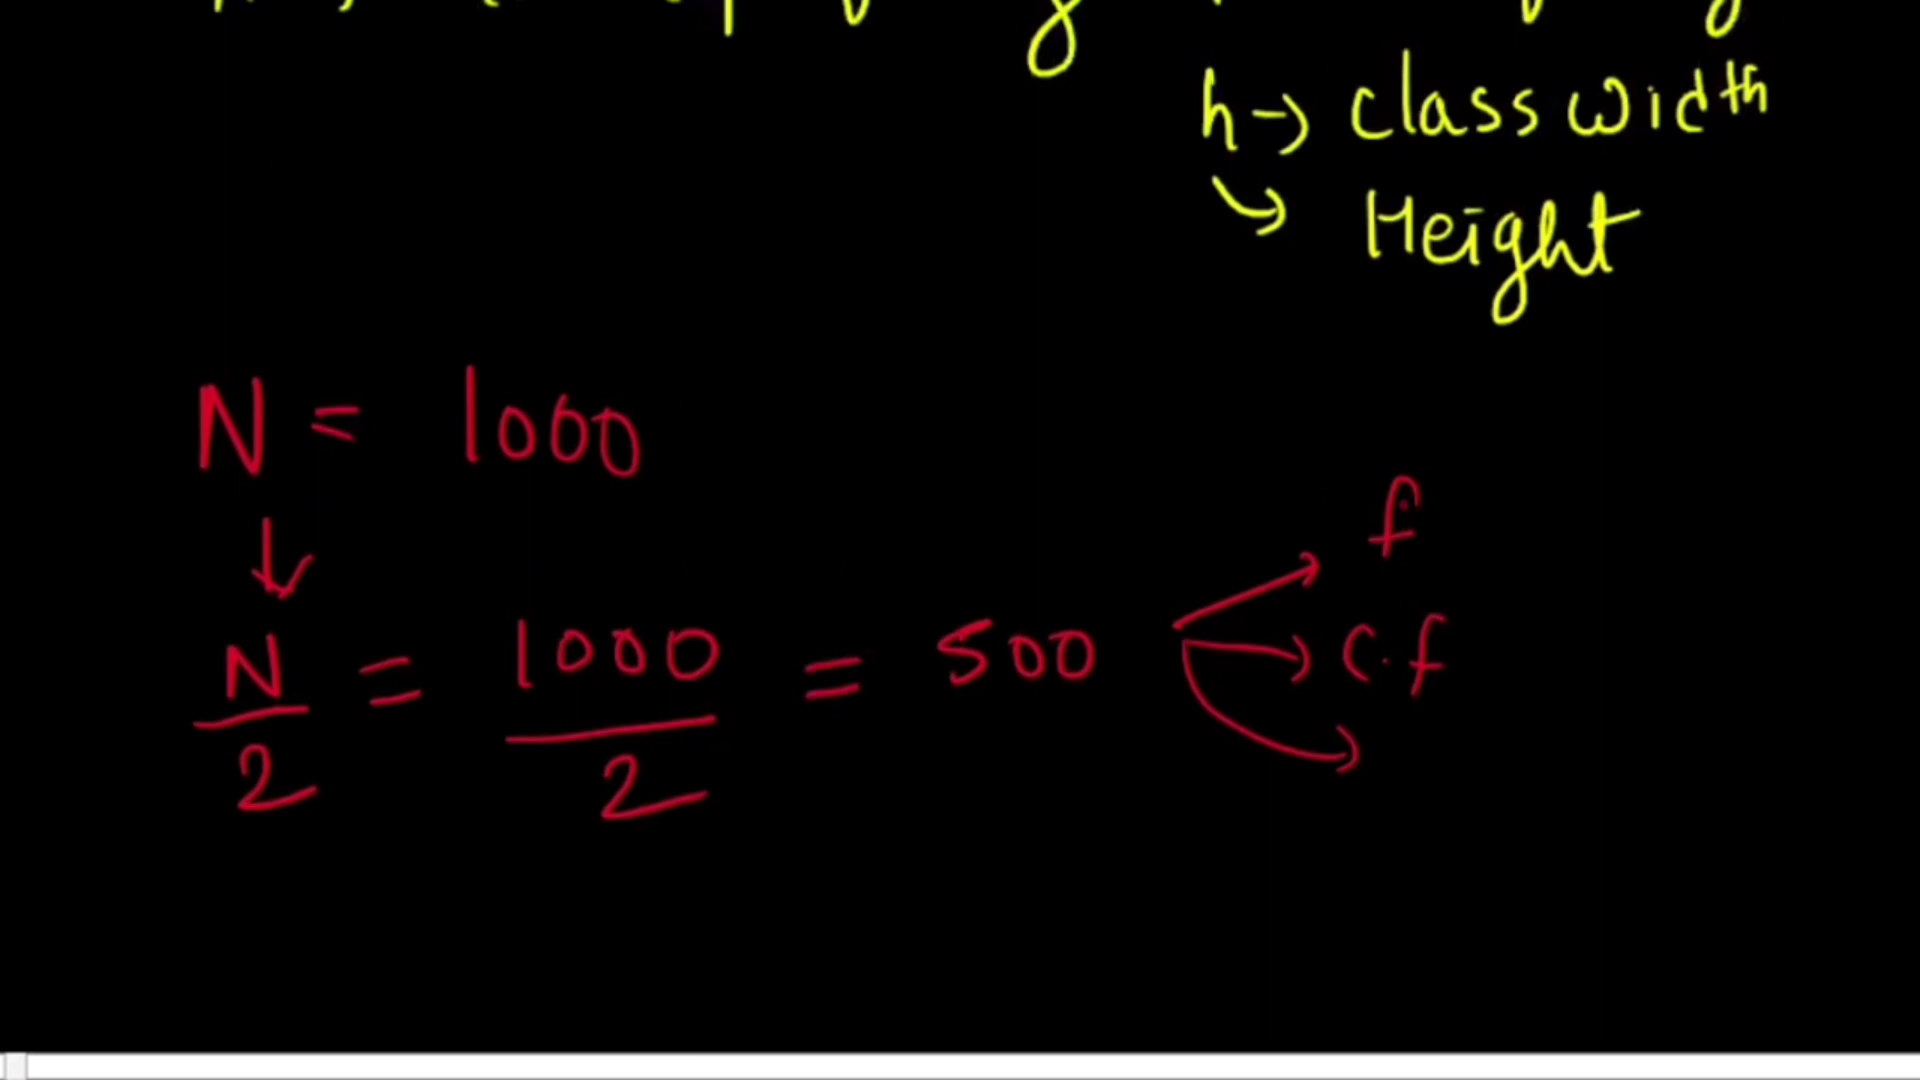 h → class width
→ Height
N = 1000
↓
f
N/2 = 1000/2 = 500 → c.f